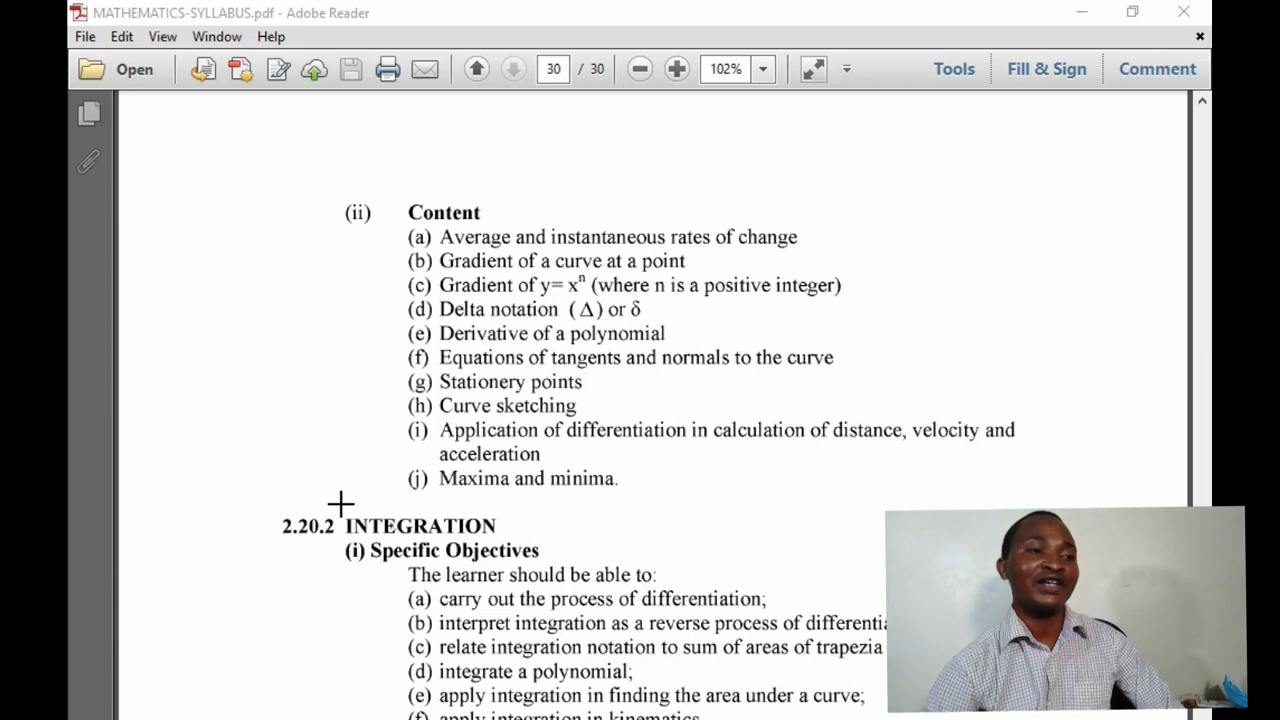 MATHEMATICS-SYLLABUS.pdf - Adobe Reader
File Edit View Window Help
Open 30 / 30 102% Tools Fill & Sign Comment
(ii) Content
(a) Average and instantaneous rates of change
(b) Gradient of a curve at a point
(c) Gradient of y= xⁿ (where n is a positive integer)
(d) Delta notation (Δ) or δ
(e) Derivative of a polynomial
(f) Equations of tangents and normals to the curve
(g) Stationery points
(h) Curve sketching
(i) Application of differentiation in calculation of distance, velocity and
acceleration
(j) Maxima and minima.
2.20.2 INTEGRATION
(i) Specific Objectives
The learner should be able to:
(a) carry out the process of differentiation;
(b) interpret integration as a reverse process of differentia
(c) relate integration notation to sum of areas of trapezia
(d) integrate a polynomial;
(e) apply integration in finding the area under a curve;
(f) apply integration in kinematics